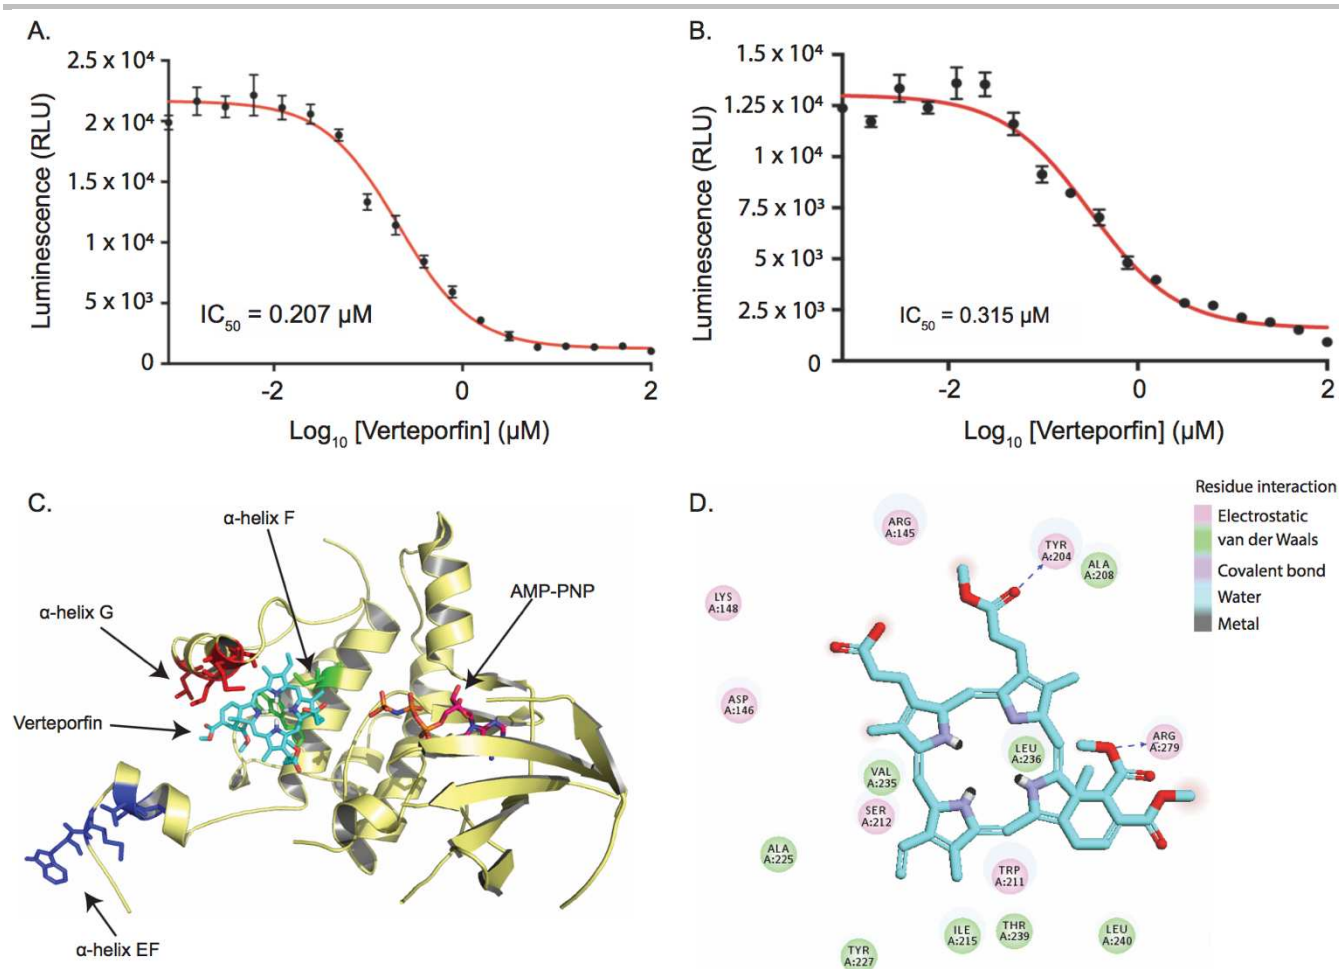 A.
2.5 x 10⁴
2 x 10⁴
1.5 x 10⁴
1 x 10⁴
5 x 10³
0
Luminescence (RLU)
IC₅₀ = 0.207 µM
-2
0
2
Log₁₀ [Verteporfin] (µM)
B.
1.5 x 10⁴
1.25 x 10⁴
1 x 10⁴
7.5 x 10³
5 x 10³
2.5 x 10³
0
Luminescence (RLU)
IC₅₀ = 0.315 µM
-2
0
2
Log₁₀ [Verteporfin] (µM)
C.
α-helix F
AMP-PNP
α-helix G
Verteporfin
α-helix EF
D.
Residue interaction
Electrostatic
van der Waals
Covalent bond
Water
Metal
ARG
A:145
TYR
A:204
ALA
A:208
LYS
A:148
ASP
A:146
ARG
A:279
LEU
A:236
VAL
A:235
SER
A:212
ALA
A:225
TRP
A:211
ILE
A:215
THR
A:239
LEU
A:240
TYR
A:227